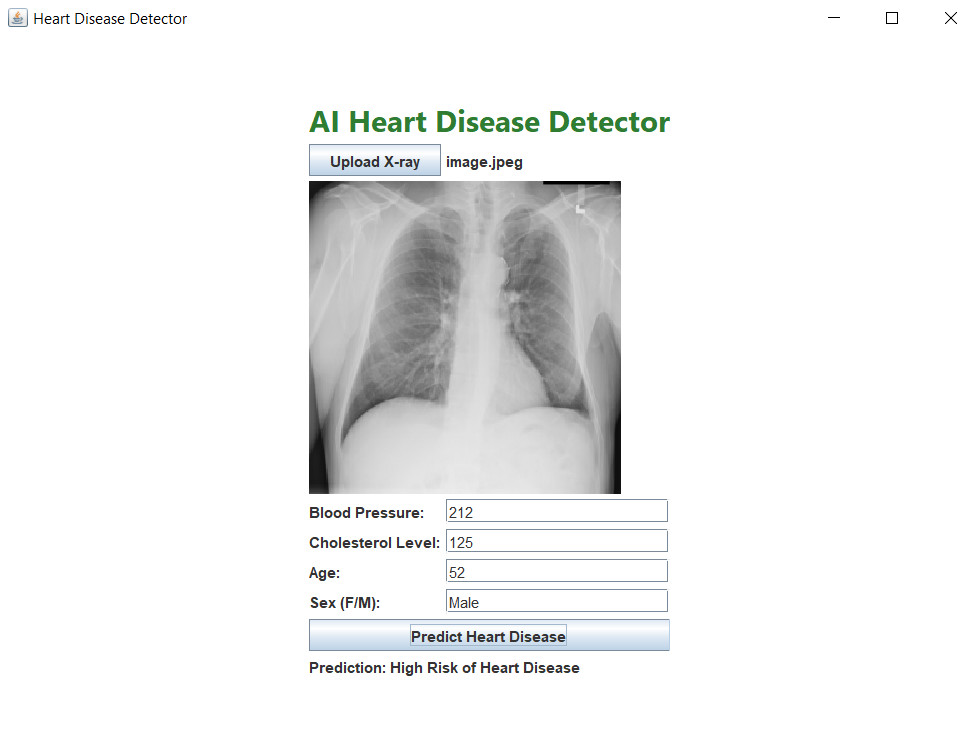 Heart Disease Detector
AI Heart Disease Detector
Upload X-ray image.jpeg
L
Blood Pressure: 212
Cholesterol Level: 125
Age: 52
Sex (F/M): Male
Predict Heart Disease
Prediction: High Risk of Heart Disease